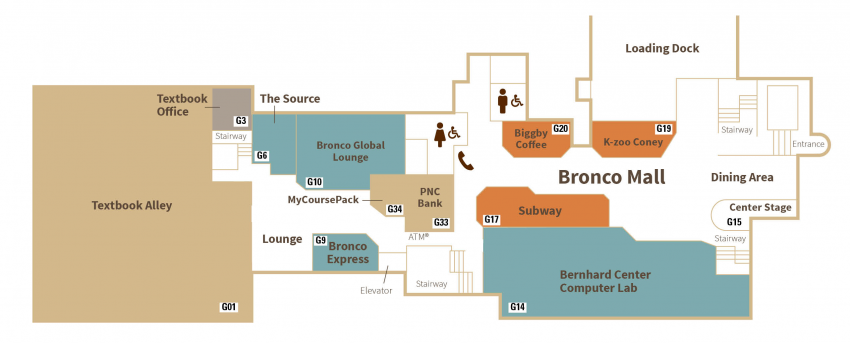 Loading Dock
Textbook
Office
G3
The Source
Stairway
G6
Bronco Global
Lounge
G10
Biggby
Coffee
G20
K-zoo Coney
G19
Stairway
Entrance
Bronco Mall
Dining Area
Textbook Alley
G01
MyCoursePack
G34
PNC
Bank
G33
ATM®
Subway
G17
Center Stage
G15
Stairway
Lounge
G9
Bronco
Express
Elevator
Stairway
Bernhard Center
Computer Lab
G14